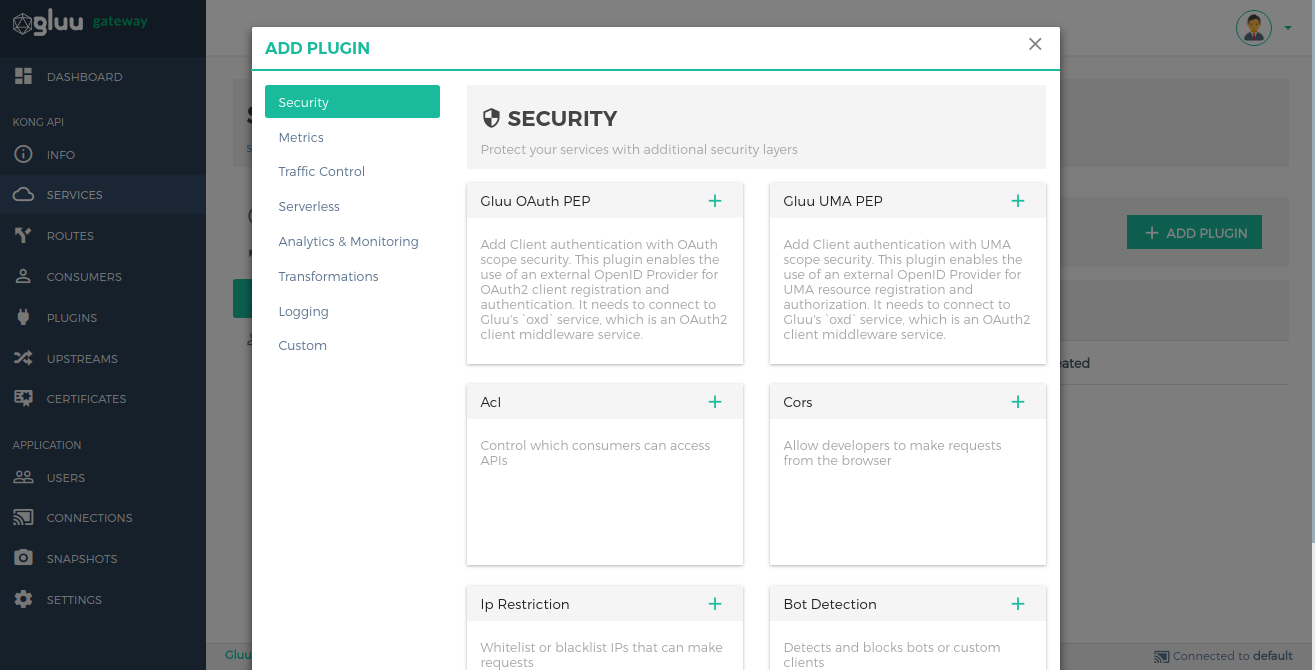 gluu gateway
DASHBOARD
KONG API
INFO
SERVICES
ROUTES
CONSUMERS
PLUGINS
UPSTREAMS
CERTIFICATES
APPLICATION
USERS
CONNECTIONS
SNAPSHOTS
SETTINGS
ADD PLUGIN
Security
Metrics
Traffic Control
Serverless
Analytics & Monitoring
Transformations
Logging
Custom
SECURITY
Protect your services with additional security layers
Gluu OAuth PEP
Add Client authentication with OAuth
scope security. This plugin enables the
use of an external OpenID Provider for
OAuth2 client registration and
authentication. It needs to connect to
Gluu's `oxd` service, which is an OAuth2
client middleware service.
Gluu UMA PEP
Add Client authentication with UMA
scope security. This plugin enables the
use of an external OpenID Provider for
UMA resource registration and
authorization. It needs to connect to
Gluu's `oxd` service, which is an OAuth2
client middleware service.
Acl
Control which consumers can access
APIs
Cors
Allow developers to make requests
from the browser
Ip Restriction
Whitelist or blacklist IPs that can make
requests
Bot Detection
Detects and blocks bots or custom
clients
ADD PLUGIN
eated
Gluu
Connected to default